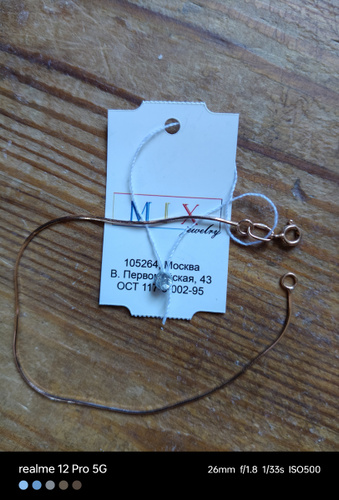 MIX
jewelry
105264, Москва
В. Первомайская, 43
ОСТ 002-95
realme 12 Pro 5G
26mm f/1.8 1/33s ISO500